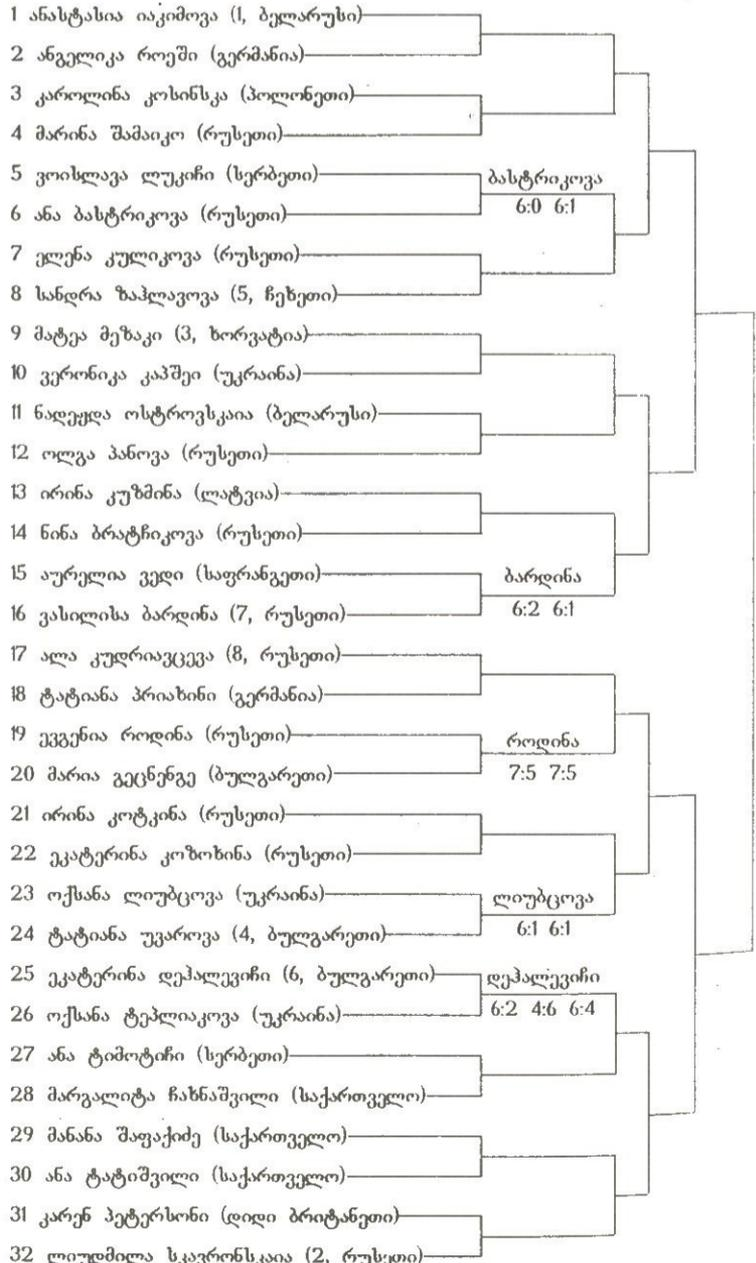 1 ანასტასია იაკიმოვა (1, ბელარუსი)
2 ანგელიკა როეში (გერმანია)
3 კაროლინა კოსინსკა (პოლონეთი)
4 მარინა შამაიკო (რუსეთი)
5 ვოისლავა ლუკიჩი (სერბეთი)
ბასტრიკოვა
6 ანა ბასტრიკოვა (რუსეთი)
6:0 6:1
7 ელენა კულიკოვა (რუსეთი)
8 სანდრა ზაჰლავოვა (5, ჩეხეთი)
9 მატეა მეზაკი (3, ხორვატია)
10 ვერონიკა კაპშეი (უკრაინა)
11 ნადეჟდა ოსტროვსკაია (ბელარუსი)
12 ოლგა პანოვა (რუსეთი)
13 ირინა კუზმინა (ლატვია)
14 ნინა ბრატჩიკოვა (რუსეთი)
15 აურელია ვედი (საფრანგეთი)
ბარდინა
16 ვასილისა ბარდინა (7, რუსეთი)
6:2 6:1
17 ალა კუდრიავცევა (8, რუსეთი)
18 ტატიანა პრიახინი (გერმანია)
19 ევგენია როდინა (რუსეთი)
როდინა
20 მარია გეცნენგე (ბულგარეთი)
7:5 7:5
21 ირინა კოტკინა (რუსეთი)
22 ეკატერინა კოზოხინა (რუსეთი)
23 ოქსანა ლიუბცოვა (უკრაინა)
ლიუბცოვა
24 ტატიანა უვაროვა (4, ბულგარეთი)
6:1 6:1
25 ეკატერინა დეჰალევიჩი (6, ბულგარეთი)
დეჰალევიჩი
26 ოქსანა ტეპლიაკოვა (უკრაინა)
6:2 4:6 6:4
27 ანა ტიმოტიჩი (სერბეთი)
28 მარგალიტა ჩახნაშვილი (საქართველო)
29 მანანა შაფაქიძე (საქართველო)
30 ანა ტატიშვილი (საქართველო)
31 კარენ პეტერსონი (დიდი ბრიტანეთი)
32 ლიუდმილა სკავრონსკაია (2, რუსეთი)